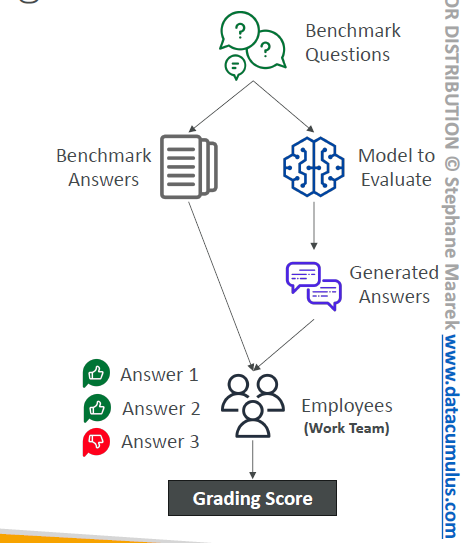 Benchmark
Questions
Benchmark
Answers
Model to
Evaluate
Generated
Answers
Answer 1
Answer 2
Answer 3
Employees
(Work Team)
Grading Score
OR DISTRIBUTION © Stephane Maarek www.datacumulus.com